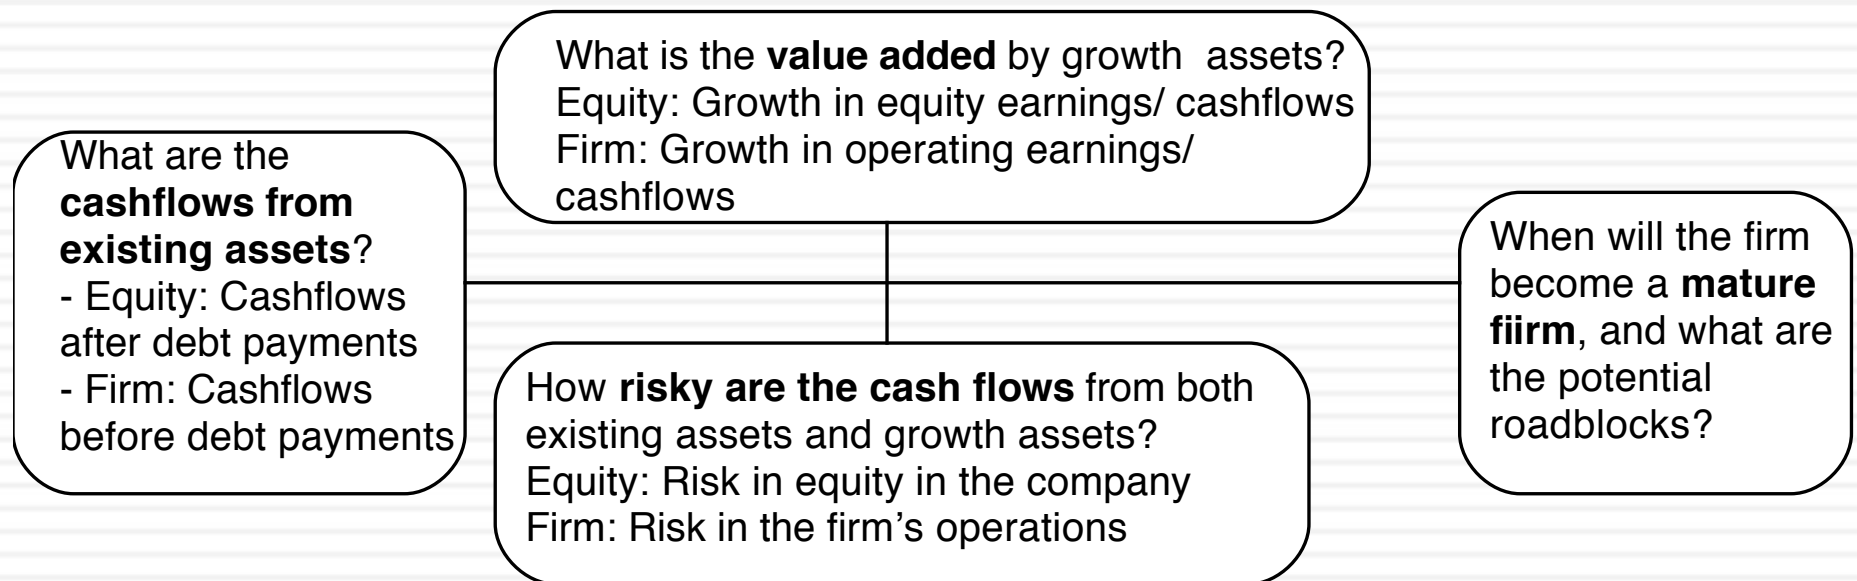 What is the value added by growth assets?
Equity: Growth in equity earnings/ cashflows
Firm: Growth in operating earnings/
cashflows
What are the
cashflows from
existing assets?
- Equity: Cashflows
after debt payments
- Firm: Cashflows
before debt payments
How risky are the cash flows from both
existing assets and growth assets?
Equity: Risk in equity in the company
Firm: Risk in the firm’s operations
When will the firm
become a mature
fiirm, and what are
the potential
roadblocks?